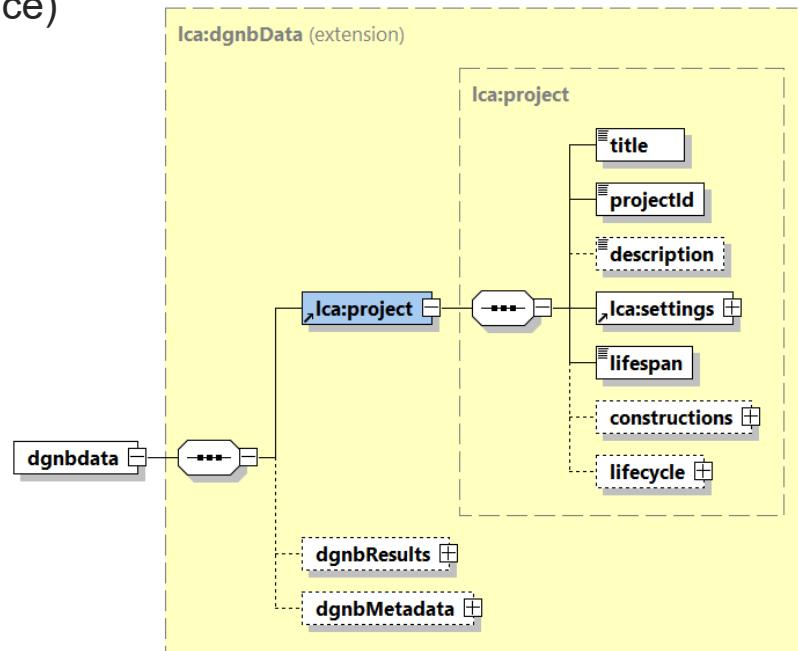 ce)
lca:dgnbData (extension)
lca:project
title
projectId
description
lca:project
lca:settings
lifespan
constructions
dgnbdata
lifecycle
dgnbResults
dgnbMetadata